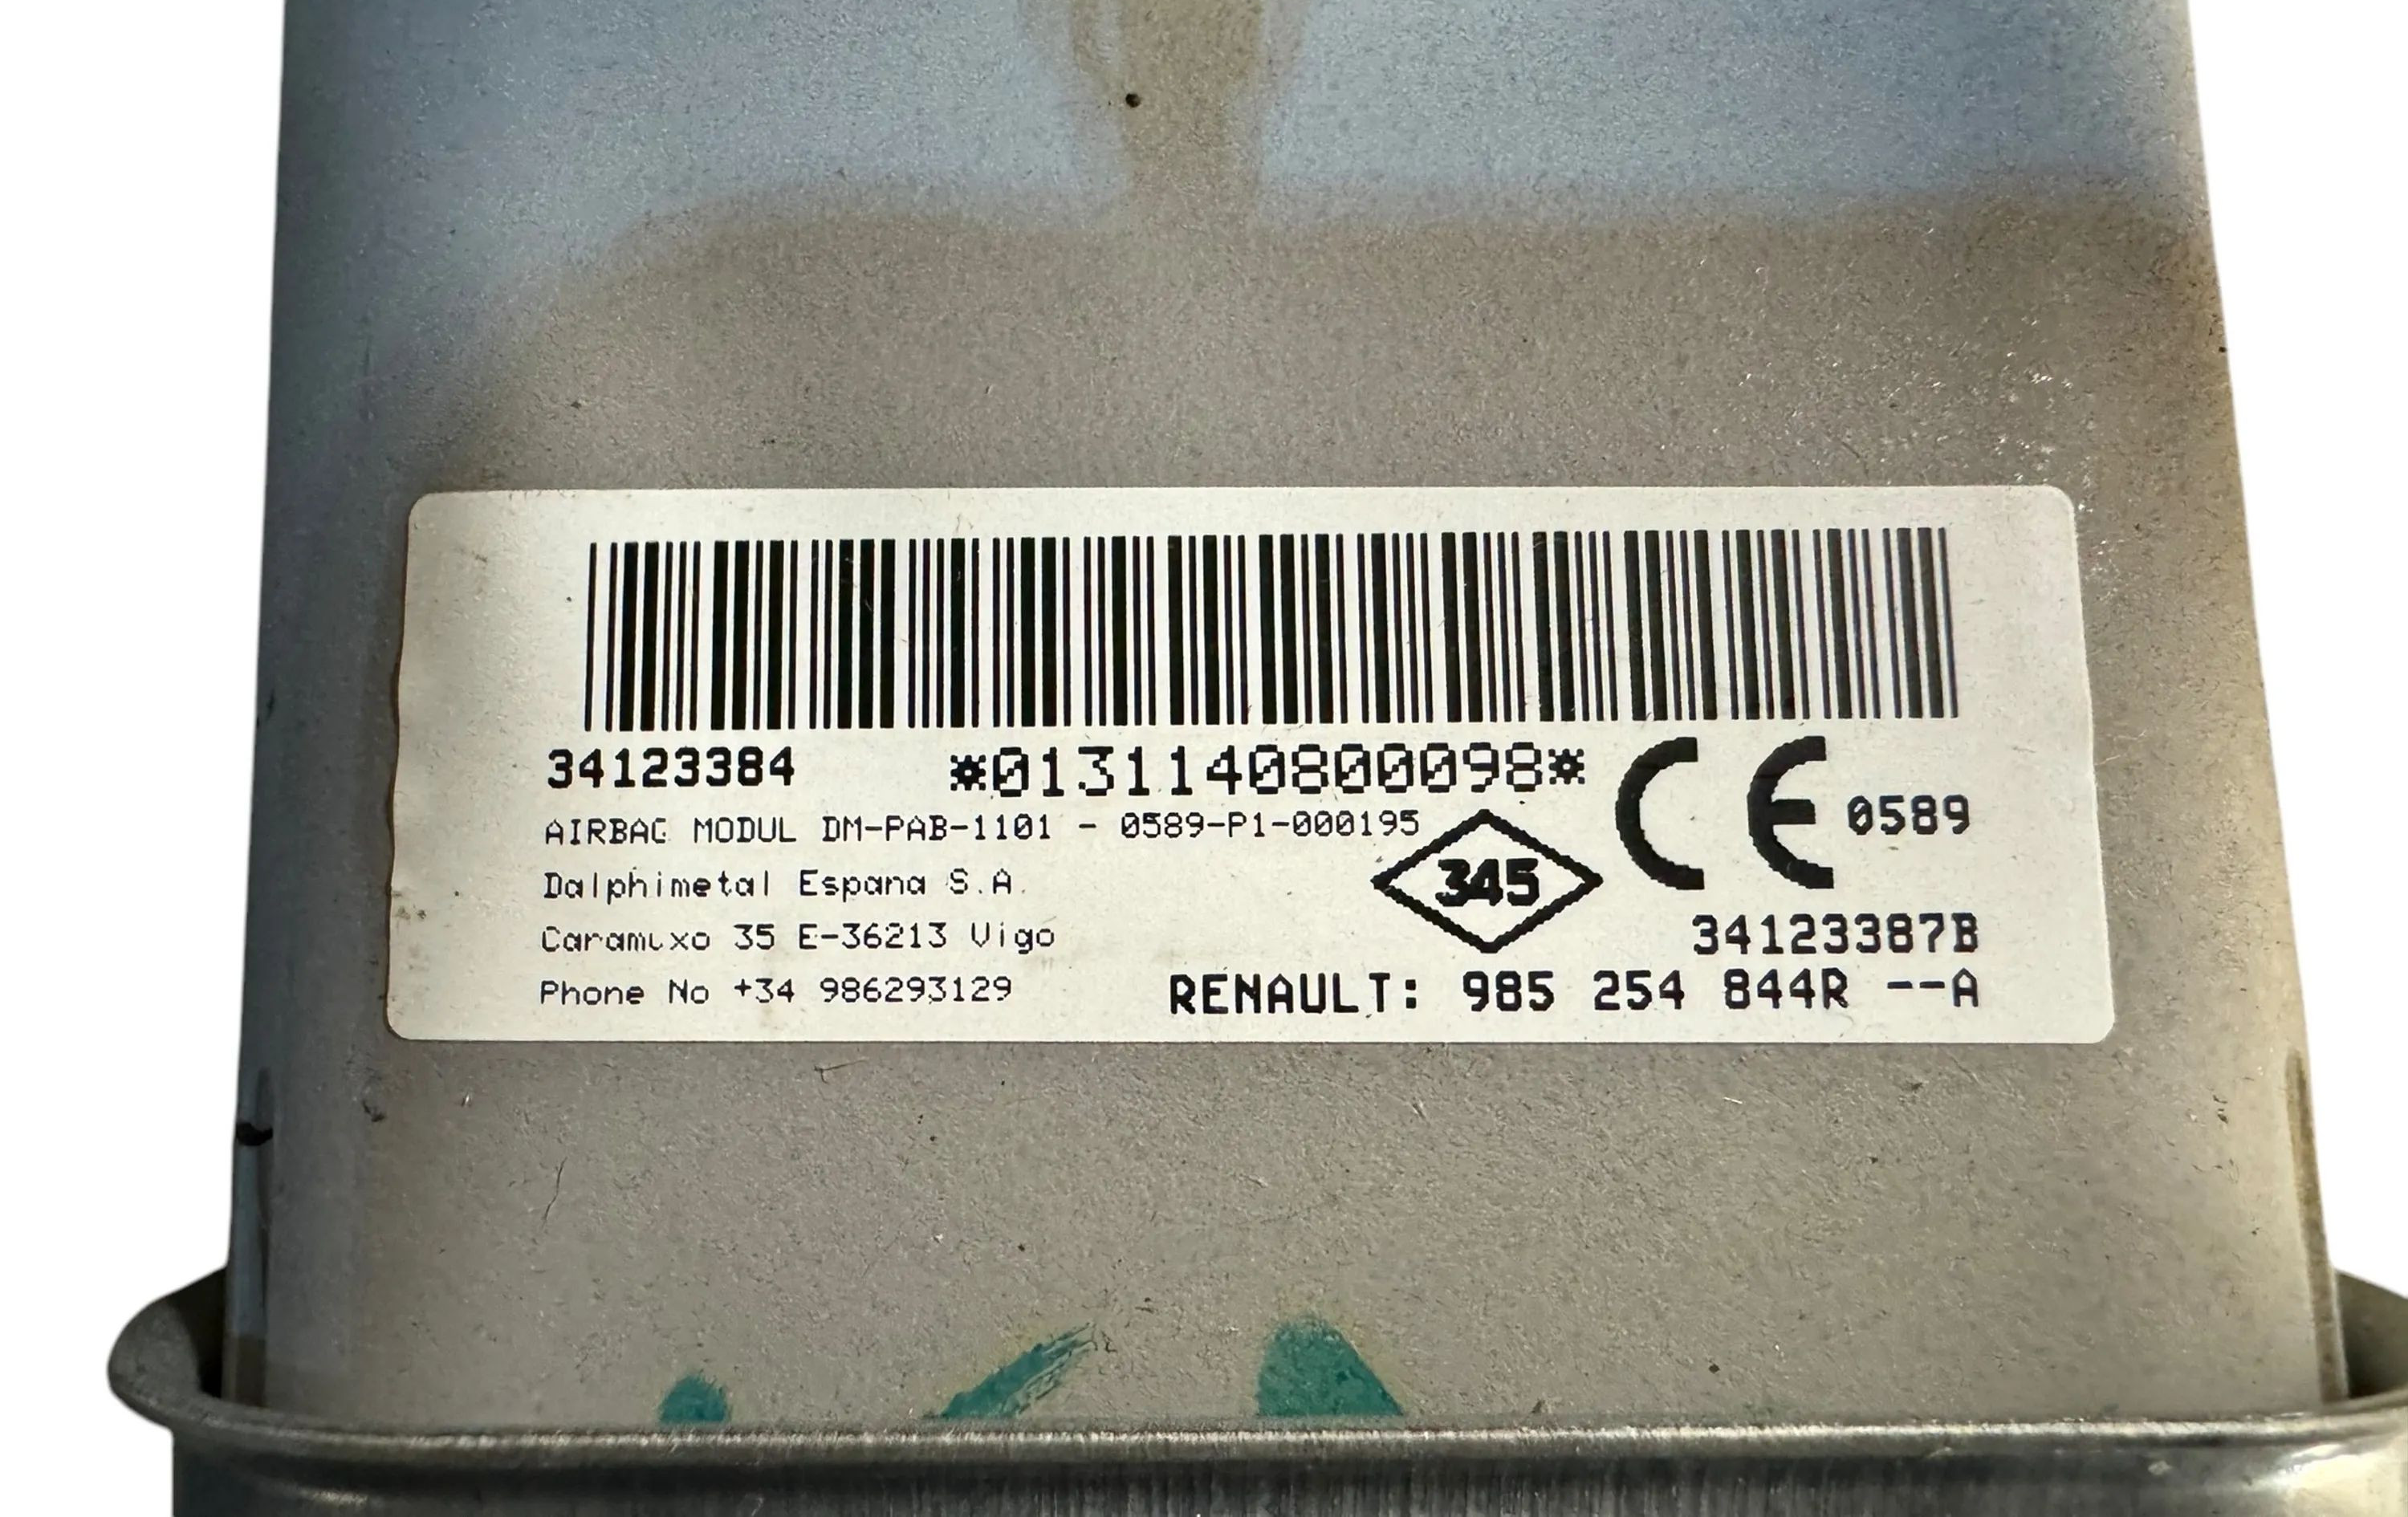 34123384 *0131140800098*
CE 0589
AIRBAG MODUL DM-PAB-1101 - 0589-P1-000195
345
Dalphimetal Espana S.A.
34123387B
Caramuxo 35 E-36213 Vigo
Phone No +34 986293129
RENAULT: 985 254 844R --A